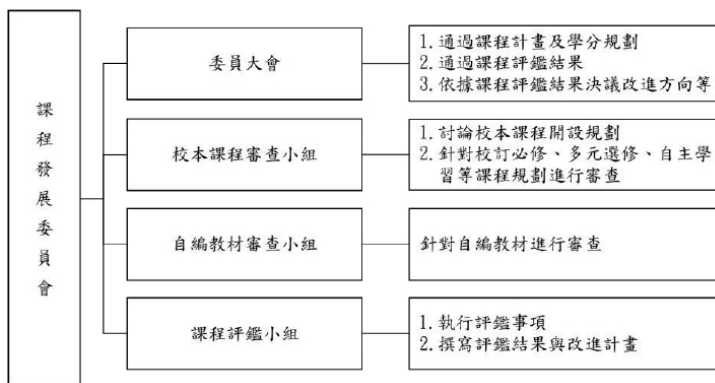 課程發展委員會
委員大會
1. 通過課程計畫及學分規劃
2. 通過課程評鑑結果
3. 依據課程評鑑結果決議改進方向等
校本課程審查小組
1. 討論校本課程開設規劃
2. 針對校訂必修、多元選修、自主學
習等課程規劃進行審查
自編教材審查小組
針對自編教材進行審查
課程評鑑小組
1. 執行評鑑事項
2. 撰寫評鑑結果與改進計畫